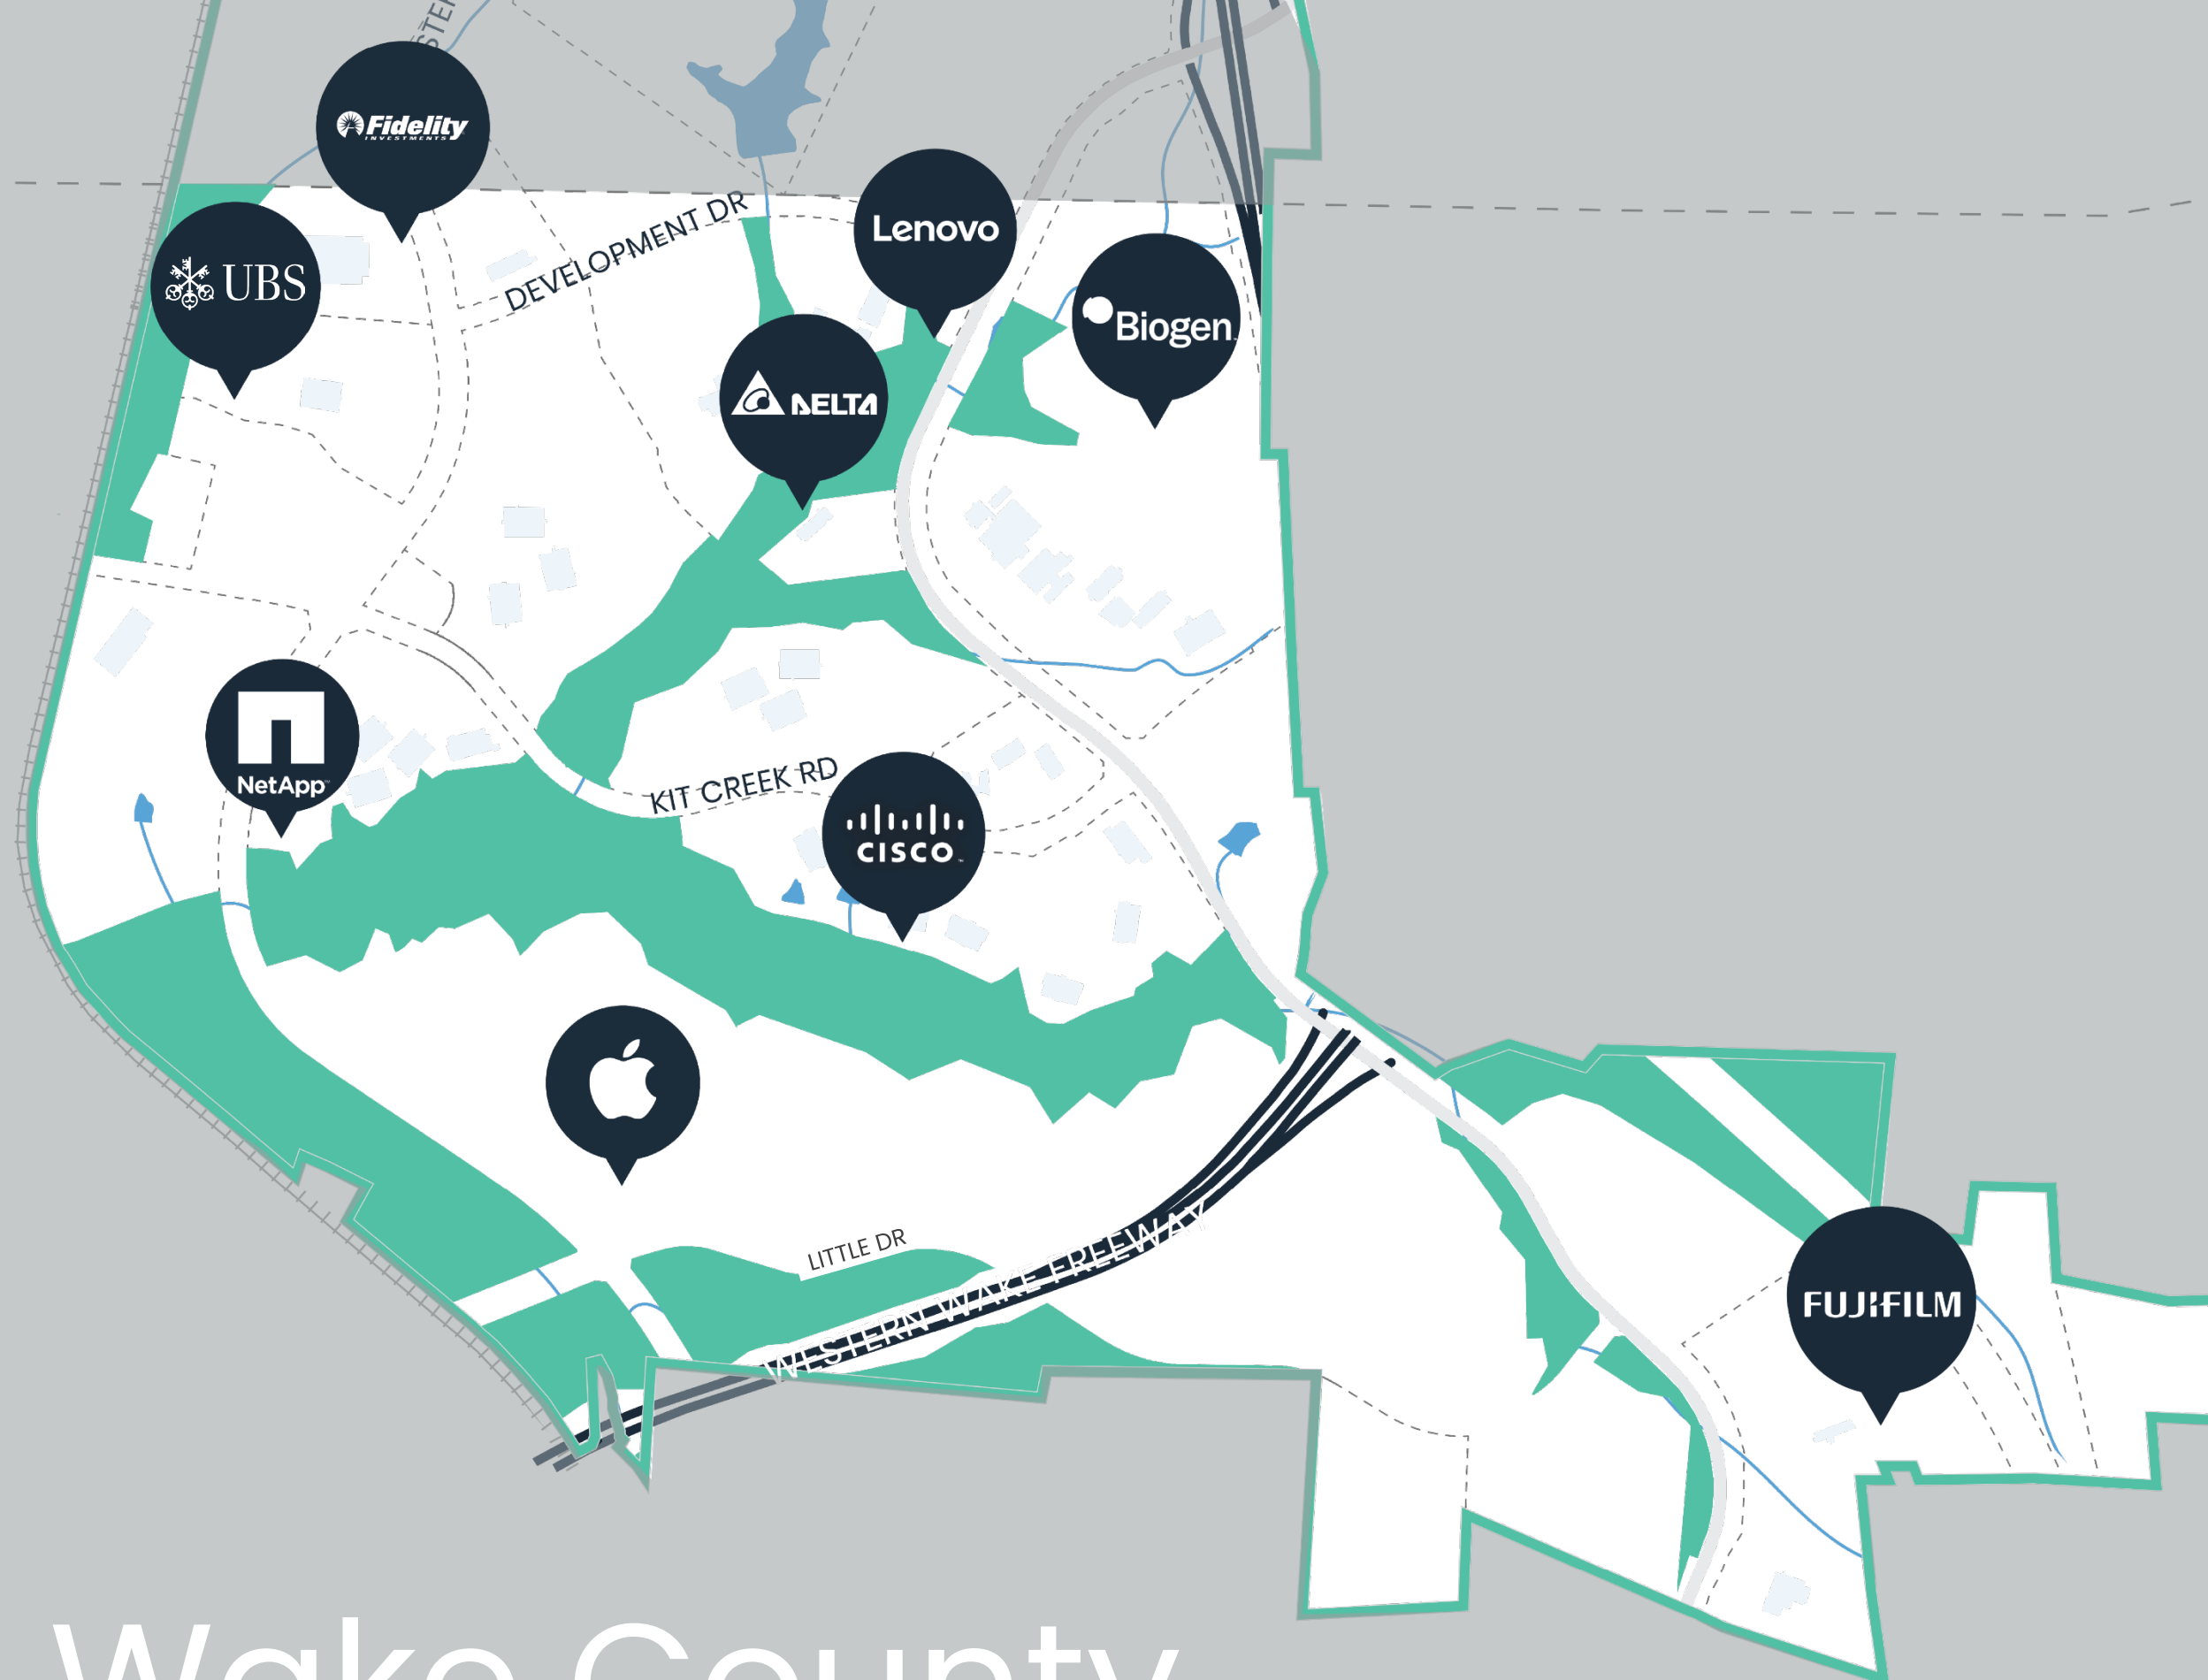 STE
Fidelity
INVESTMENTS
DEVELOPMENT DR
Lenovo
UBS
Biogen
DELTA
NetApp
KIT CREEK RD
CISCO
LITTLE DR
WESTERN WAKE FREEWAY
FUJIFILM
Wake County